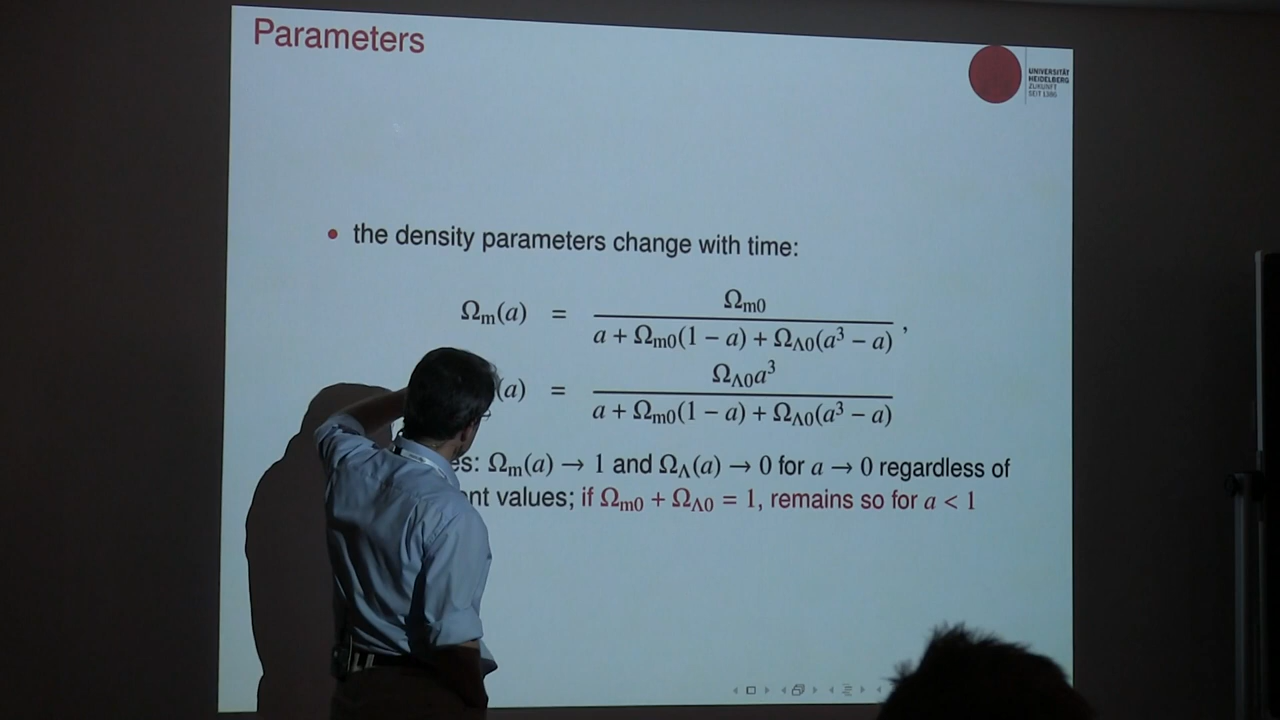 Parameters
UNIVERSITÄT
HEIDELBERG
ZUKUNFT
SEIT 1386
• the density parameters change with time:
Ωm(a) = Ωm0 / (a + Ωm0(1 − a) + ΩΛ0(a³ − a)) ,
(a) = ΩΛ0a³ / (a + Ωm0(1 − a) + ΩΛ0(a³ − a))
es: Ωm(a) → 1 and ΩΛ(a) → 0 for a → 0 regardless of
nt values; if Ωm0 + ΩΛ0 = 1, remains so for a < 1